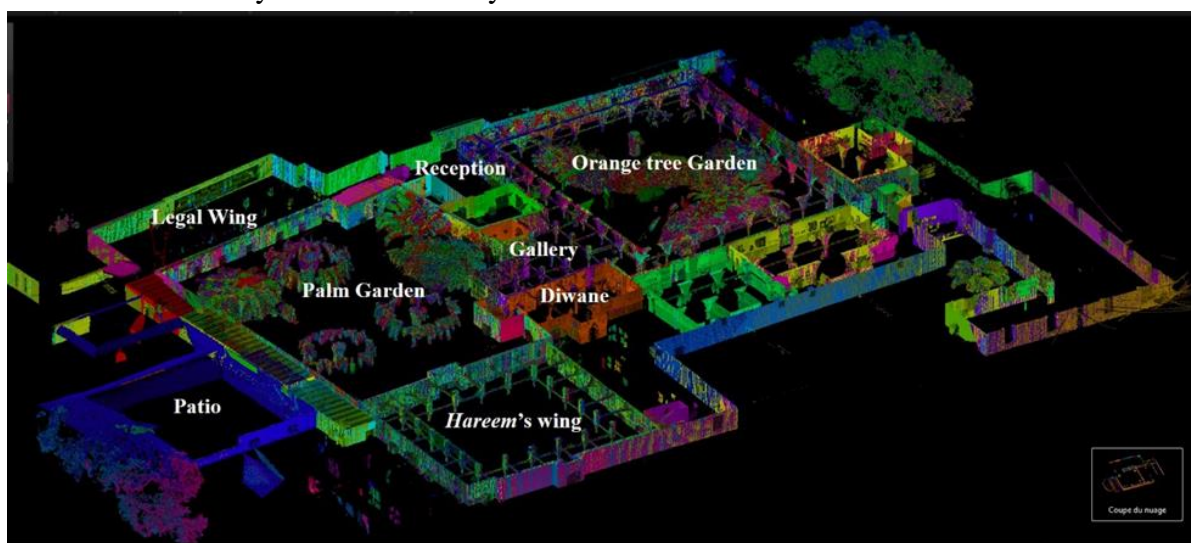 Reception
Orange tree Garden
Legal Wing
Gallery
Palm Garden
Diwane
Patio
Hareem's wing
Coupe du nuage